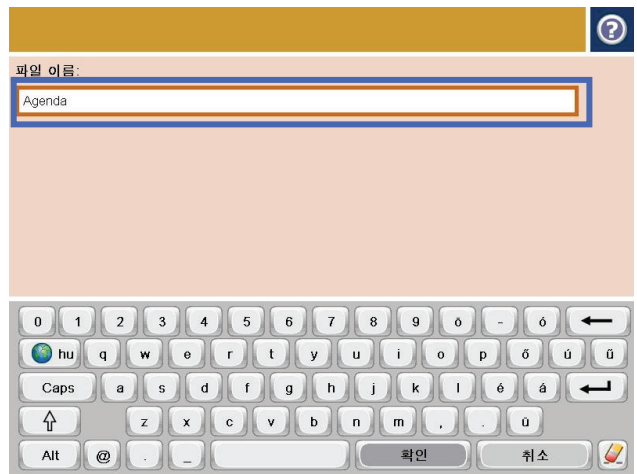 ?
파일 이름:
Agenda
0 1 2 3 4 5 6 7 8 9 ö - ó
hu q w e r t y u i o p ő ú ű
Caps a s d f g h j k l é á
z x c v b n m , . ü
Alt @ . _ 확인 취소